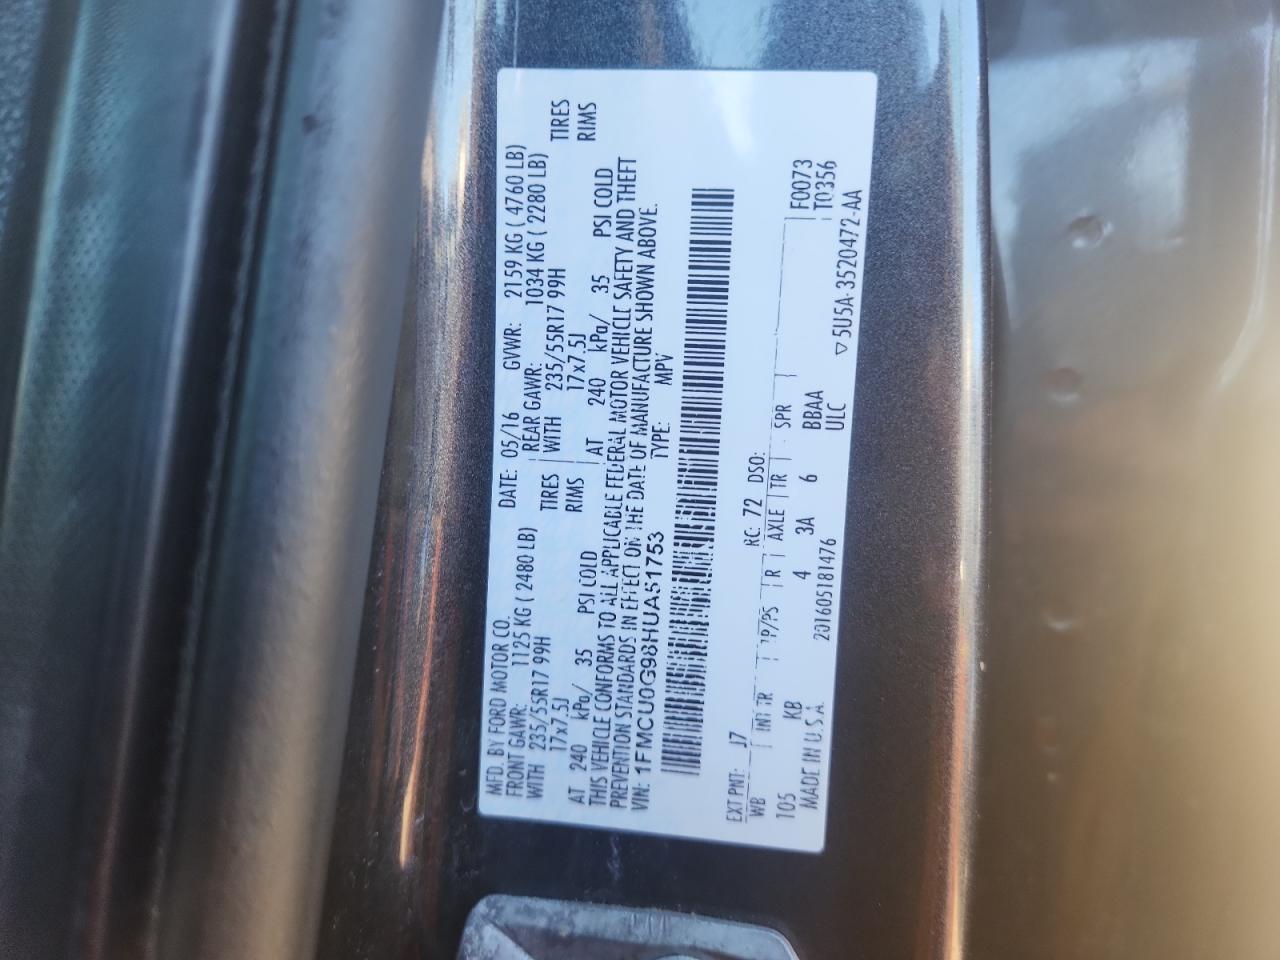 MFD. BY FORD MOTOR CO.
DATE: 05/16 GVWR: 2159 KG ( 4760 LB)
FRONT GAWR: 1125 KG ( 2480 LB)
REAR GAWR: 1034 KG ( 2280 LB)
WITH 235/55R17 99H TIRES
WITH 235/55R17 99H TIRES
17x7.5J RIMS
17x7.5J RIMS
AT 240 kPa/ 35 PSI COLD
AT 240 kPa/ 35 PSI COLD
THIS VEHICLE CONFORMS TO ALL APPLICABLE FEDERAL MOTOR VEHICLE SAFETY AND THEFT
PREVENTION STANDARDS IN EFFECT ON THE DATE OF MANUFACTURE SHOWN ABOVE.
VIN: 1FMCU0G98HUA51753 TYPE: MPV
EXT PNT: J7 RC: 72 DSO:
WB INT TR TP/PS R AXLE TR SPR F0073
105 KB 4 3A 6 BBAA T0356
MADE IN U.S.A. 201605181476 ULC ▽5U5A-3520472-AA